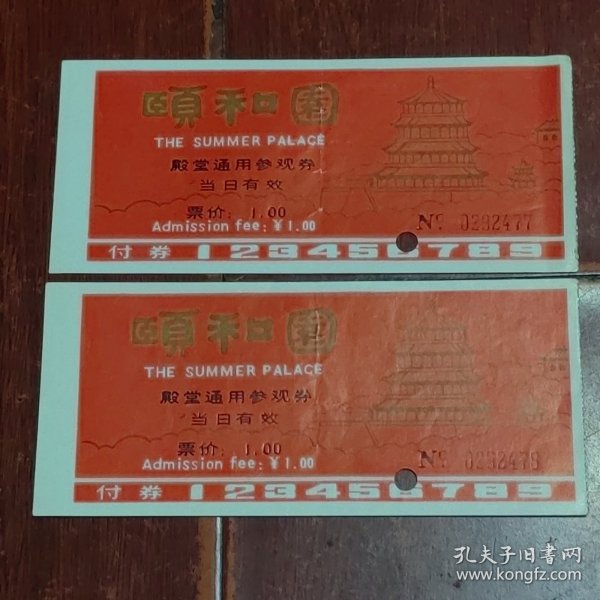 頤和園
THE SUMMER PALACE
殿堂通用参观券
当日有效
票价: 1.00
Admission fee: ¥1.00
Nº 0292477
付券 123456789
頤和園
THE SUMMER PALACE
殿堂通用参观券
当日有效
票价: 1.00
Admission fee: ¥1.00
Nº 0292478
付券 123456789
孔夫子旧书网
www.kongfz.com